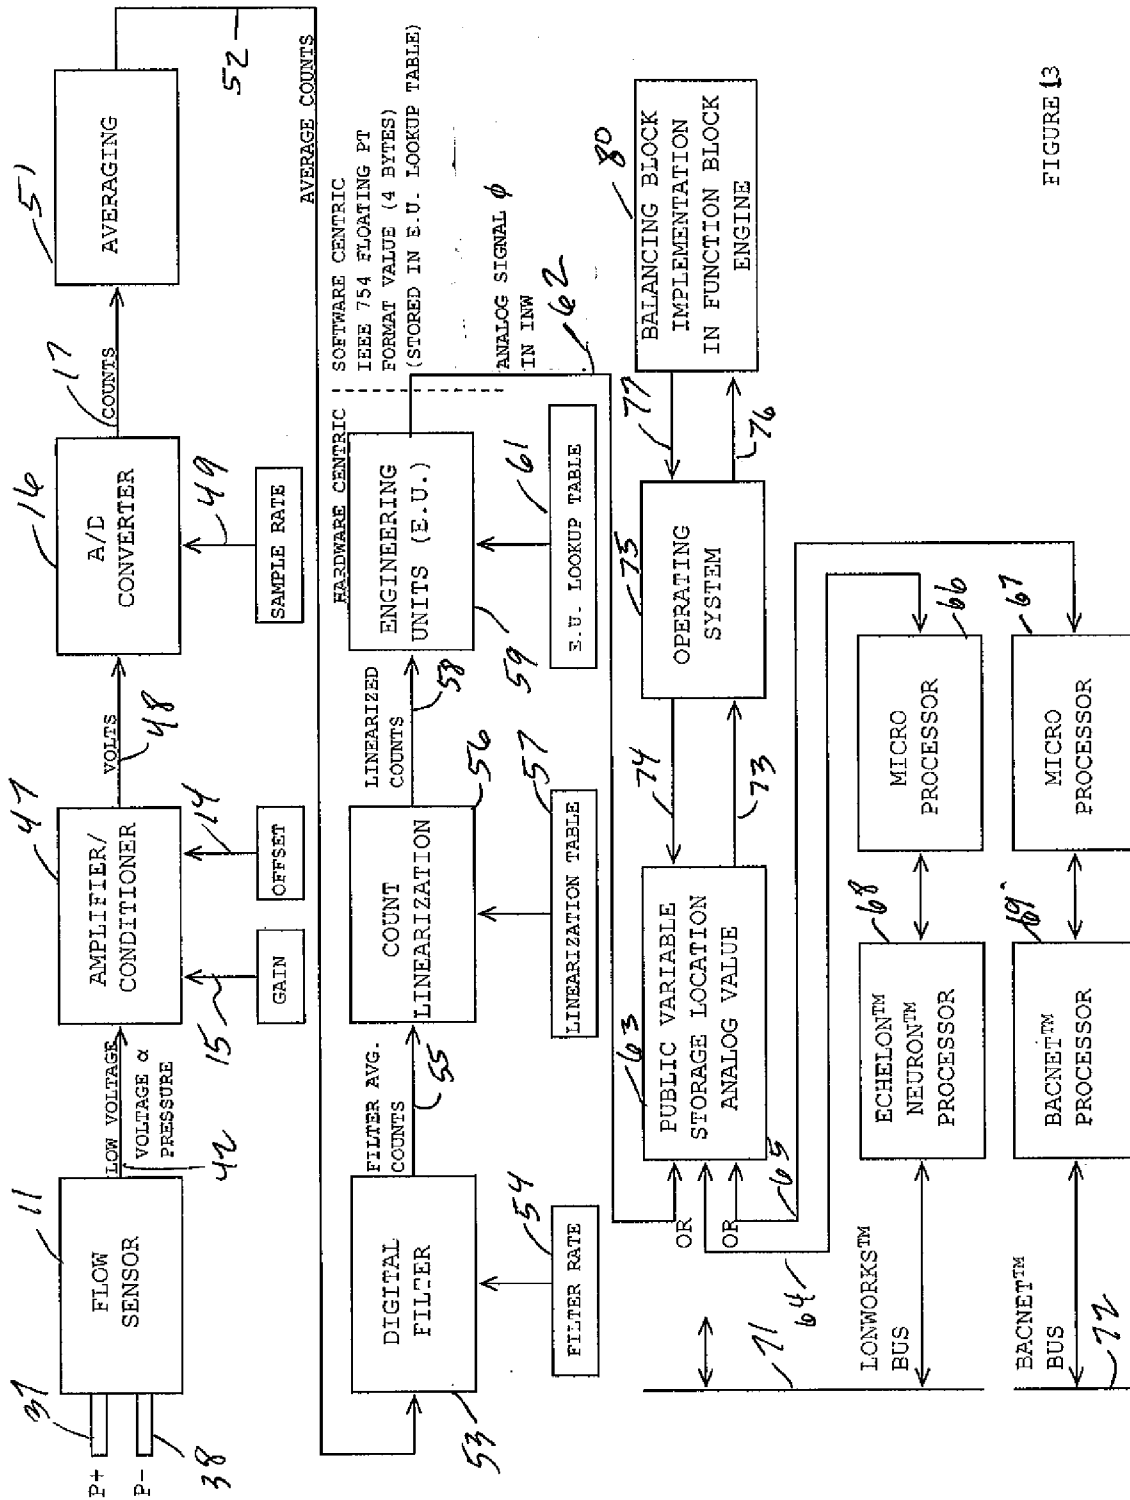 P+
P-
37
38
11
FLOW
SENSOR
LOW VOLTAGE
VOLTAGE α
PRESSURE
42
47
AMPLIFIER/
CONDITIONER
15
GAIN
14
OFFSET
VOLTS
48
16
A/D
CONVERTER
49
SAMPLE RATE
COUNTS
17
51
AVERAGING
52
AVERAGE COUNTS
53
DIGITAL
FILTER
54
FILTER RATE
FILTER AVG.
COUNTS
55
COUNT
LINEARIZATION
56
57
LINEARIZATION TABLE
LINEARIZED
COUNTS
58
HARDWARE CENTRIC
ENGINEERING
UNITS (E.U.)
59
61
E.U. LOOKUP TABLE
SOFTWARE CENTRIC
IEEE 754 FLOATING PT
FORMAT VALUE (4 BYTES)
(STORED IN E.U. LOOKUP TABLE)
ANALOG SIGNAL ϕ
IN INW
62
63
PUBLIC VARIABLE
STORAGE LOCATION
ANALOG VALUE
OR
OR
65
64
74
73
75
OPERATING
SYSTEM
77
76
80
BALANCING BLOCK
IMPLEMENTATION
IN FUNCTION BLOCK
ENGINE
71
LONWORKS™
BUS
68
ECHELON™
NEURON™
PROCESSOR
MICRO
PROCESSOR
66
BACNET™
BUS
72
69
BACNET™
PROCESSOR
MICRO
PROCESSOR
67
FIGURE 13